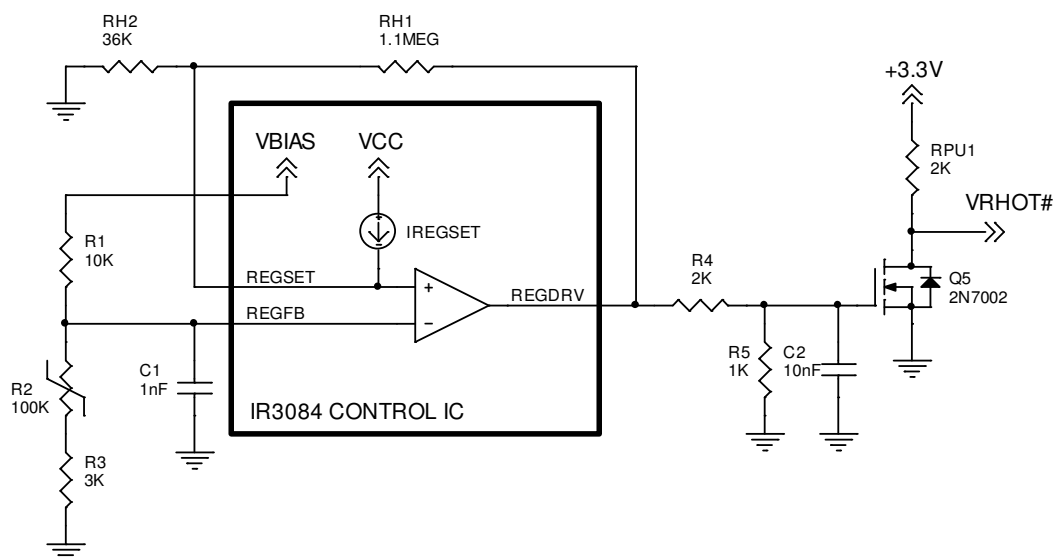 RH2
36K
RH1
1.1MEG
+3.3V
VBIAS
VCC
RPU1
2K
VRHOT#
R1
10K
IREGSET
REGSET
+
REGDRV
R4
2K
Q5
2N7002
REGFB
-
R2
100K
C1
1nF
R5
1K
C2
10nF
IR3084 CONTROL IC
R3
3K